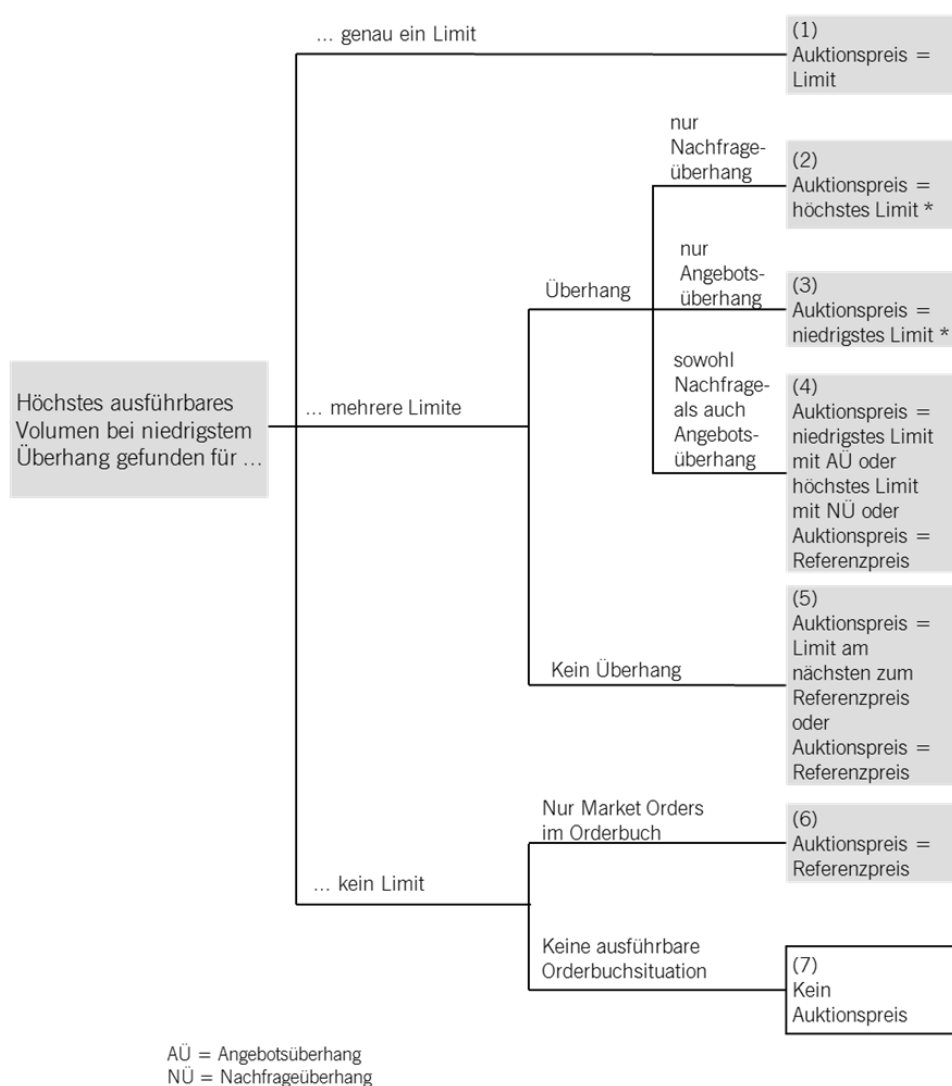 ... genau ein Limit
(1)
Auktionspreis =
Limit
nur
Nachfrage-
überhang
(2)
Auktionspreis =
höchstes Limit *
nur
Angebots-
überhang
(3)
Auktionspreis =
niedrigstes Limit *
Überhang
sowohl
Nachfrage-
als auch
Angebots-
überhang
(4)
Auktionspreis =
niedrigstes Limit
mit AÜ oder
höchstes Limit
mit NÜ oder
Auktionspreis =
Referenzpreis
Höchstes ausführbares
Volumen bei niedrigstem
Überhang gefunden für ...
... mehrere Limite
(5)
Auktionspreis =
Limit am
nächsten zum
Referenzpreis
oder
Auktionspreis =
Referenzpreis
Kein Überhang
Nur Market Orders
im Orderbuch
(6)
Auktionspreis =
Referenzpreis
... kein Limit
Keine ausführbare
Orderbuchsituation
(7)
Kein
Auktionspreis
AÜ = Angebotsüberhang
NÜ = Nachfrageüberhang